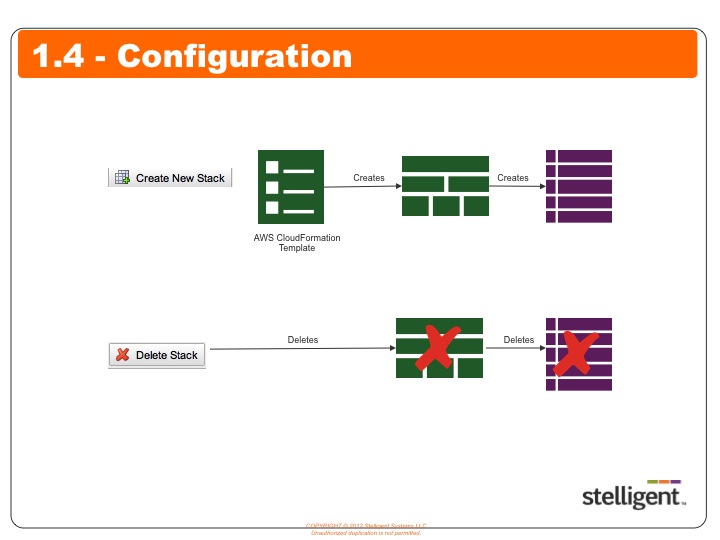 1.4 - Configuration
Create New Stack
Creates
Creates
AWS CloudFormation
Template
Deletes
Deletes
Delete Stack
stelligent™
COPYRIGHT © 2012 Stelligent Systems LLC
Unauthorized duplication is not permitted.